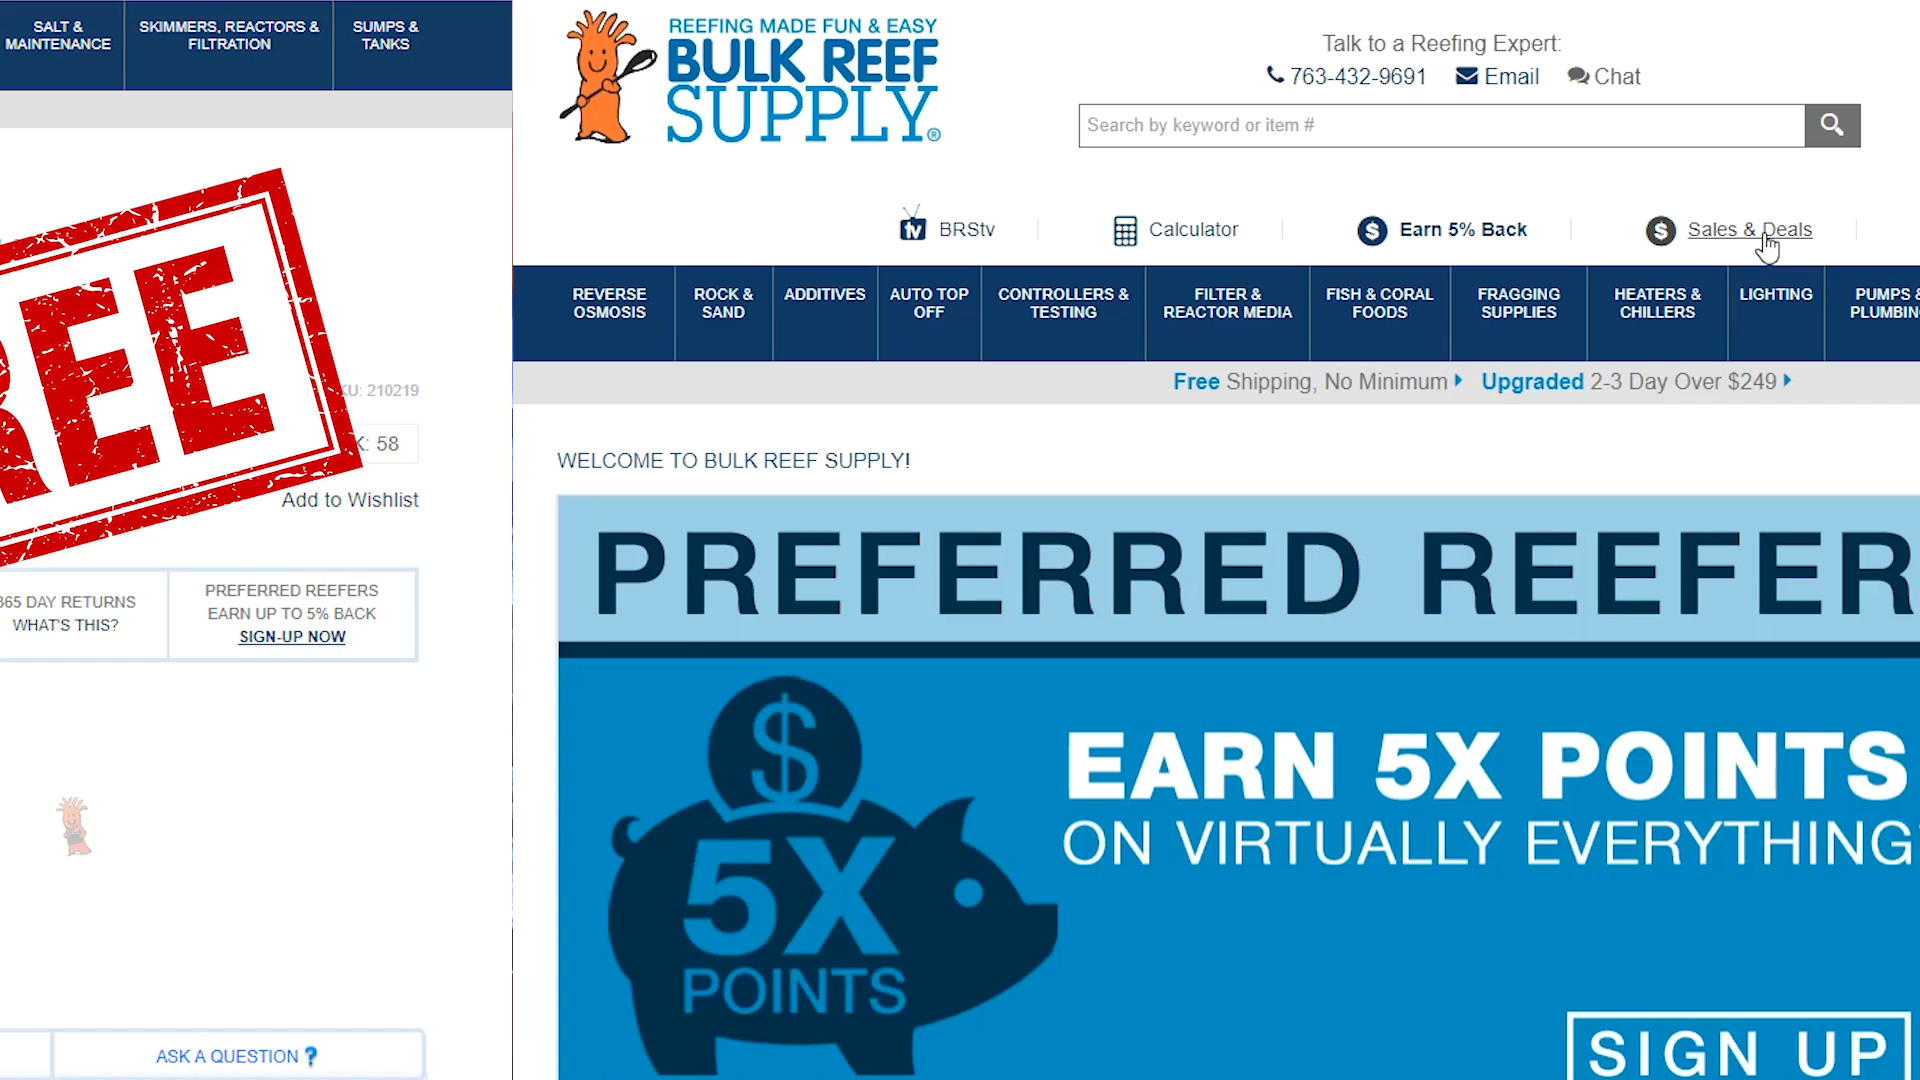 SALT &
MAINTENANCE
SKIMMERS, REACTORS &
FILTRATION
SUMPS &
TANKS
REE
KU: 210219
K: 58
Add to Wishlist
365 DAY RETURNS
WHAT'S THIS?
PREFERRED REEFERS
EARN UP TO 5% BACK
SIGN-UP NOW
ASK A QUESTION ?
REEFING MADE FUN & EASY
BULK REEF
SUPPLY®
Talk to a Reefing Expert:
763-432-9691 Email Chat
Search by keyword or item #
tv BRStv Calculator $ Earn 5% Back $ Sales & Deals
REVERSE
OSMOSIS
ROCK &
SAND
ADDITIVES
AUTO TOP
OFF
CONTROLLERS &
TESTING
FILTER &
REACTOR MEDIA
FISH & CORAL
FOODS
FRAGGING
SUPPLIES
HEATERS &
CHILLERS
LIGHTING
PUMPS &
PLUMBIN
Free Shipping, No Minimum Upgraded 2-3 Day Over $249
WELCOME TO BULK REEF SUPPLY!
PREFERRED REEFER
$
5X
POINTS
EARN 5X POINTS
ON VIRTUALLY EVERYTHING
SIGN UP